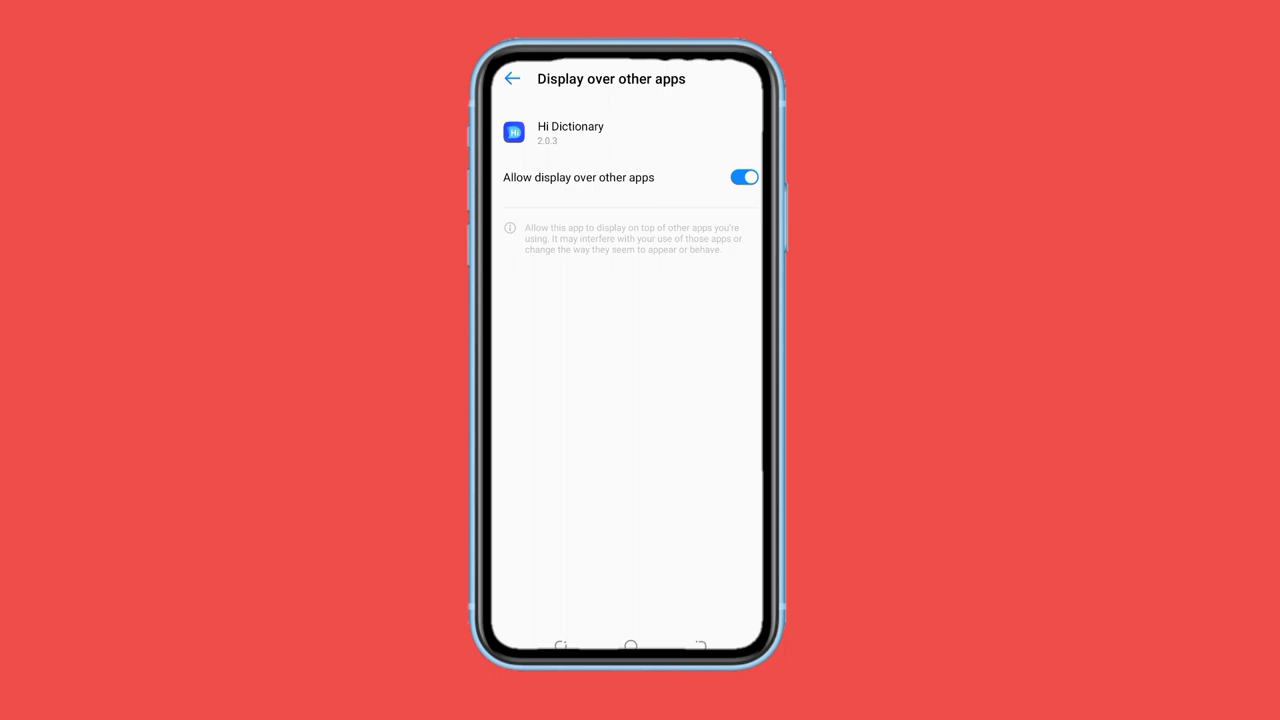 Display over other apps
Hi
Hi Dictionary
2.0.3
Allow display over other apps
Allow this app to display on top of other apps you're
using. It may interfere with your use of those apps or
change the way they seem to appear or behave.